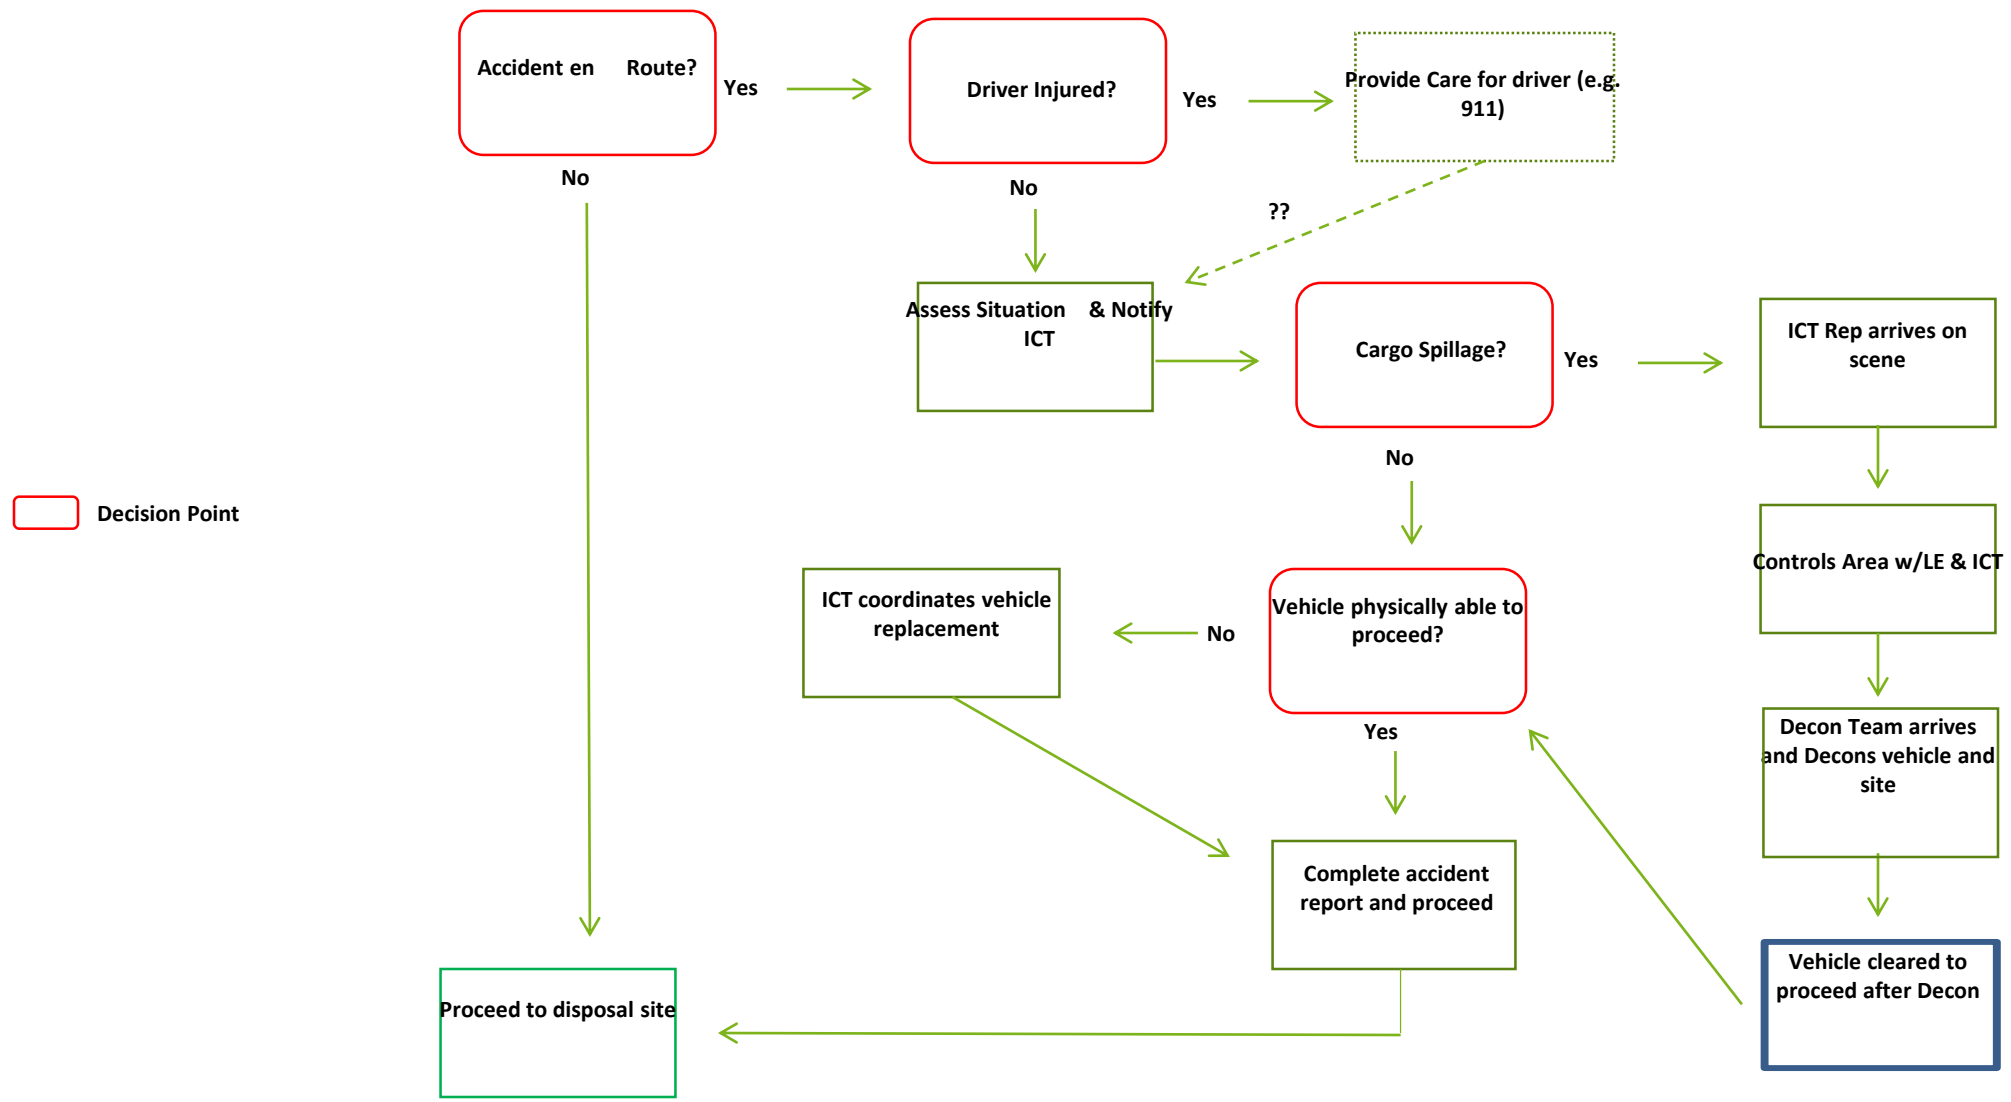 Accident en Route?
Yes
No
Driver Injured?
Yes
No
Provide Care for driver (e.g.
911)
??
Assess Situation & Notify
ICT
Cargo Spillage?
Yes
No
ICT Rep arrives on
scene
Controls Area w/LE & ICT
Decon Team arrives
and Decons vehicle and
site
Vehicle cleared to
proceed after Decon
Vehicle physically able to
proceed?
No
Yes
ICT coordinates vehicle
replacement
Complete accident
report and proceed
Proceed to disposal site
Decision Point